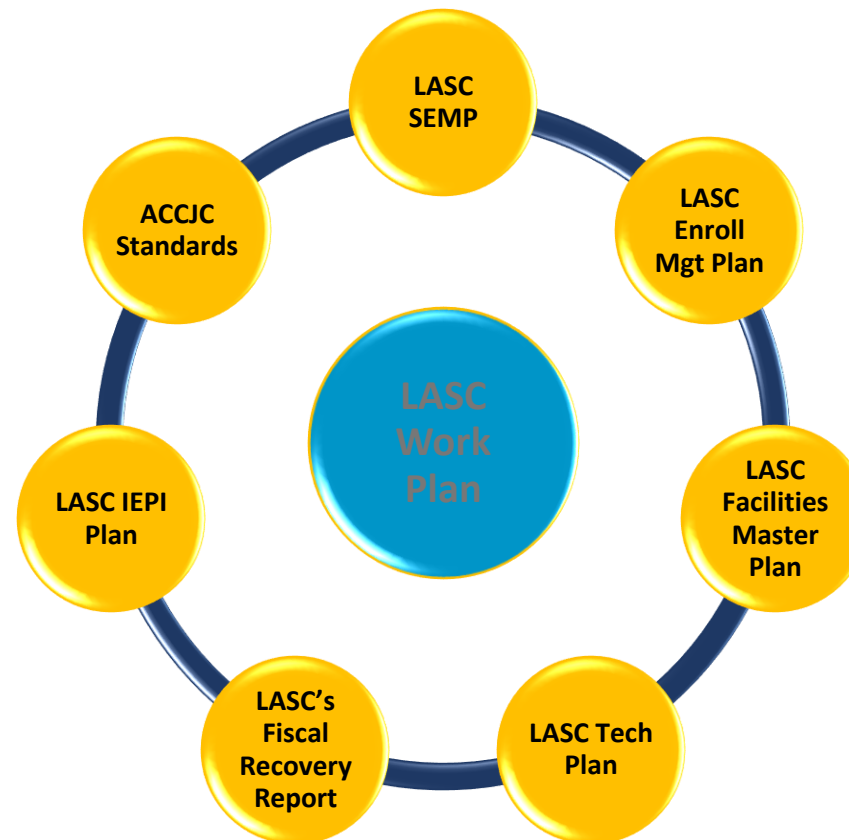 LASC
SEMP
LASC
Enroll
Mgt Plan
LASC
Facilities
Master
Plan
LASC Tech
Plan
LASC’s
Fiscal
Recovery
Report
LASC IEPI
Plan
ACCJC
Standards
LASC
Work
Plan